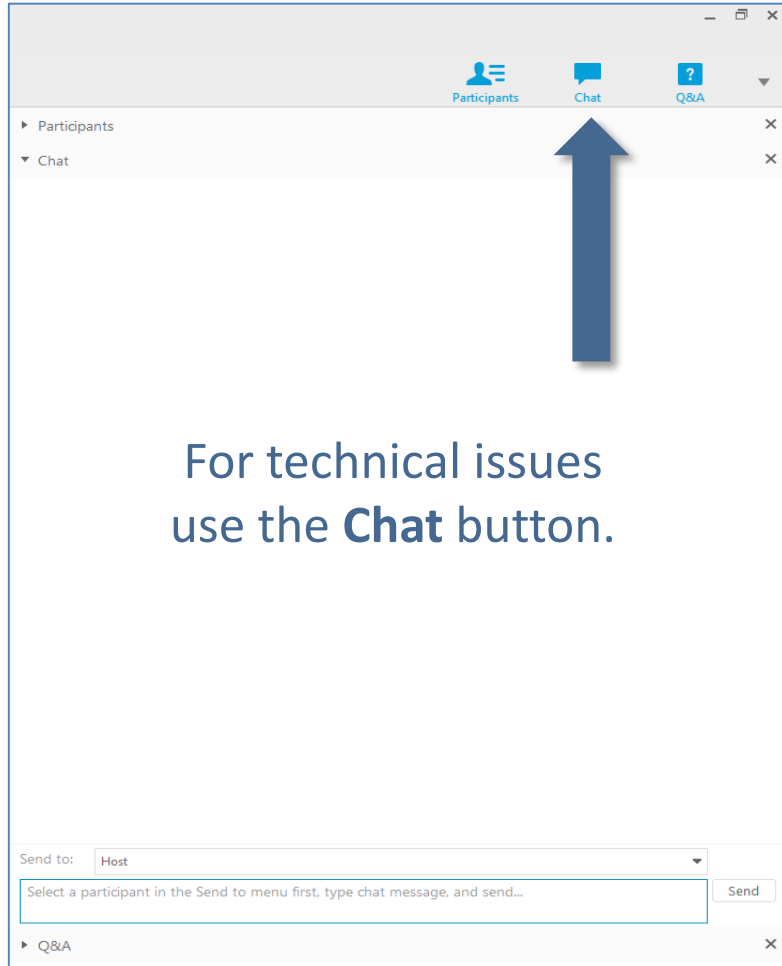 Participants Chat Q&A
Participants
Chat
For technical issues
use the Chat button.
Send to: Host
Select a participant in the Send to menu first, type chat message, and send...
Send
Q&A